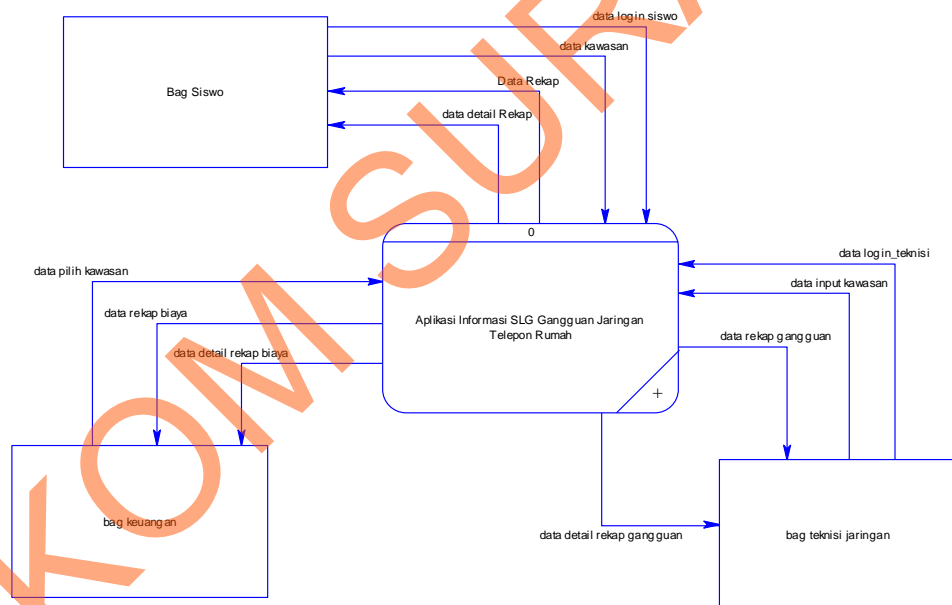 data login siswo
data kawasan
Bag Siswo
Data Rekap
data detail Rekap
0
data login_teknisi
data pilih kawasan
data input kawasan
data rekap biaya
Aplikasi Informasi SLG Gangguan Jaringan
Telepon Rumah
data rekap gangguan
data detail rekap biaya
+
bag keuangan
data detail rekap gangguan
bag teknisi jaringan
KOM SUR